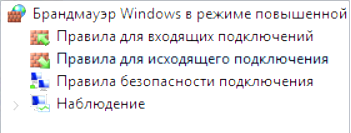 Брандмауэр Windows в режиме повышенной
Правила для входящих подключений
Правила для исходящего подключения
Правила безопасности подключения
Наблюдение